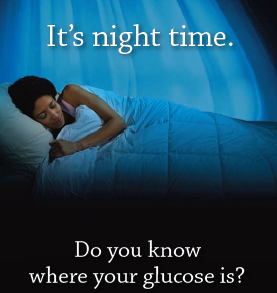 It's night time.
Do you know
where your glucose is?